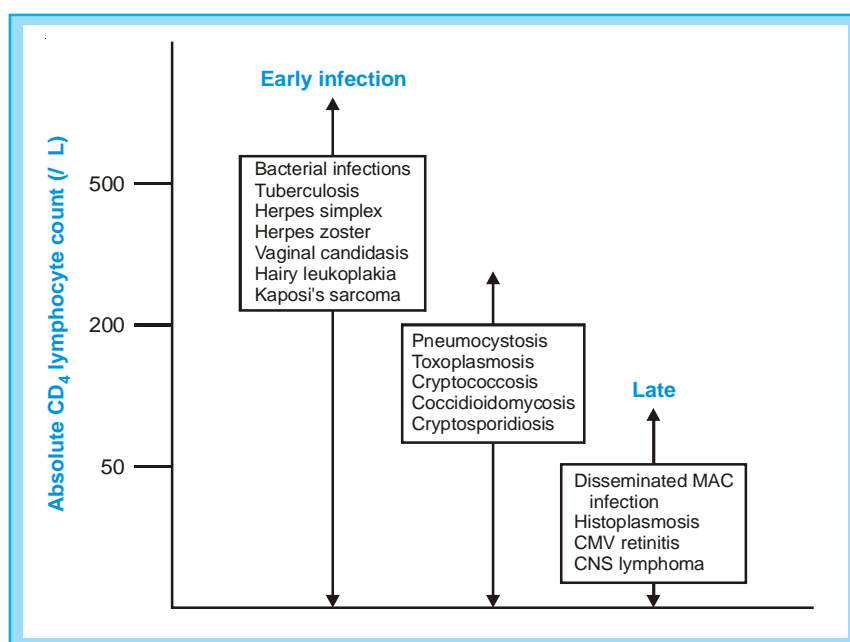 Early infection
Absolute CD4 lymphocyte count (/ L)
500
200
50
Bacterial infections
Tuberculosis
Herpes simplex
Herpes zoster
Vaginal candidasis
Hairy leukoplakia
Kaposi's sarcoma
Pneumocystosis
Toxoplasmosis
Cryptococcosis
Coccidioidomycosis
Cryptosporidiosis
Late
Disseminated MAC
infection
Histoplasmosis
CMV retinitis
CNS lymphoma